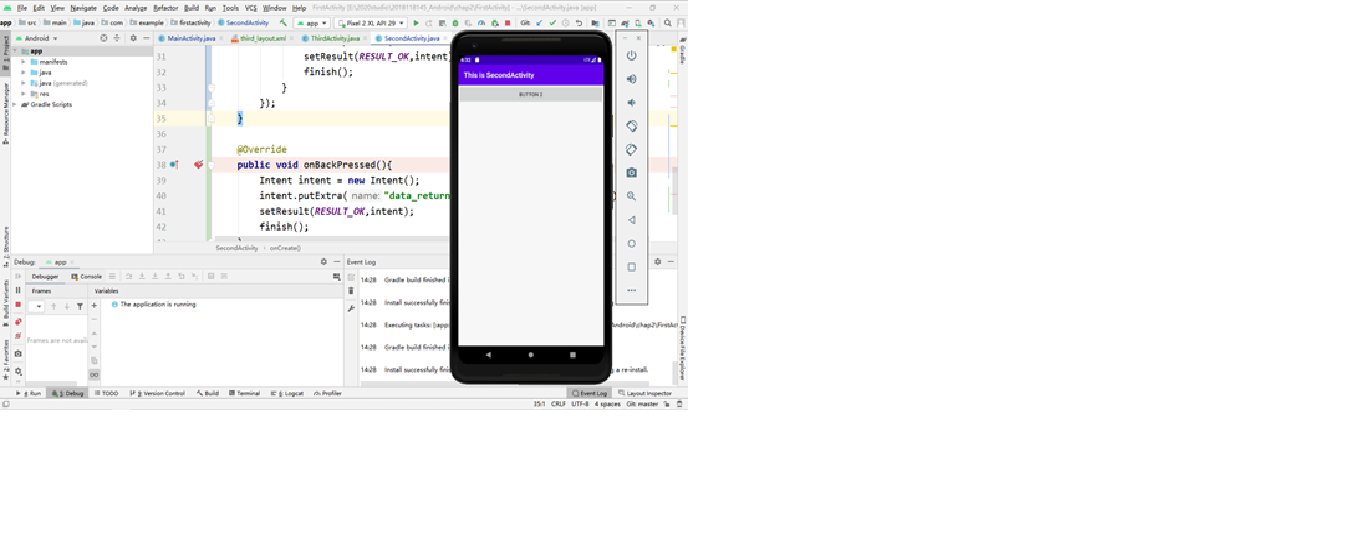 File Edit View Navigate Code Analyze Refactor Build Run Tools VCS Window Help
app src main java com example firstactivity SecondActivity app Pixel 2 XL API 29 Git:
Android
MainActivity.java third_layout.xml ThirdActivity.java SecondActivity.java
app
manifests
java
java (generated)
res
Gradle Scripts
31 setResult(RESULT_OK,intent)
32 finish();
33 }
34 });
35 }
36
37 @Override
38 public void onBackPressed(){
39 Intent intent = new Intent();
40 intent.putExtra( name: "data_return
41 setResult(RESULT_OK,intent);
42 finish();
SecondActivity onCreate()
This is SecondActivity
BUTTON 2
Debug: app
Debugger Console
Frames Variables
The application is running
Frames are not avail
Event Log
14:28 Gradle build finished i
14:28 Install successfully finis
14:28 Executing tasks: [:app: Android\chap2\FirstAct
14:28 Gradle build finished i
14:28 Install successfully finis a re-install.
Project
Resource Manager
Z: Structure
Build Variants
2: Favorites
Gradle
Device File Explorer
4: Run 5: Debug TODO 9: Version Control Build Terminal 6: Logcat Profiler Event Log Layout Inspector
35:1 CRLF UTF-8 4 spaces Git: master